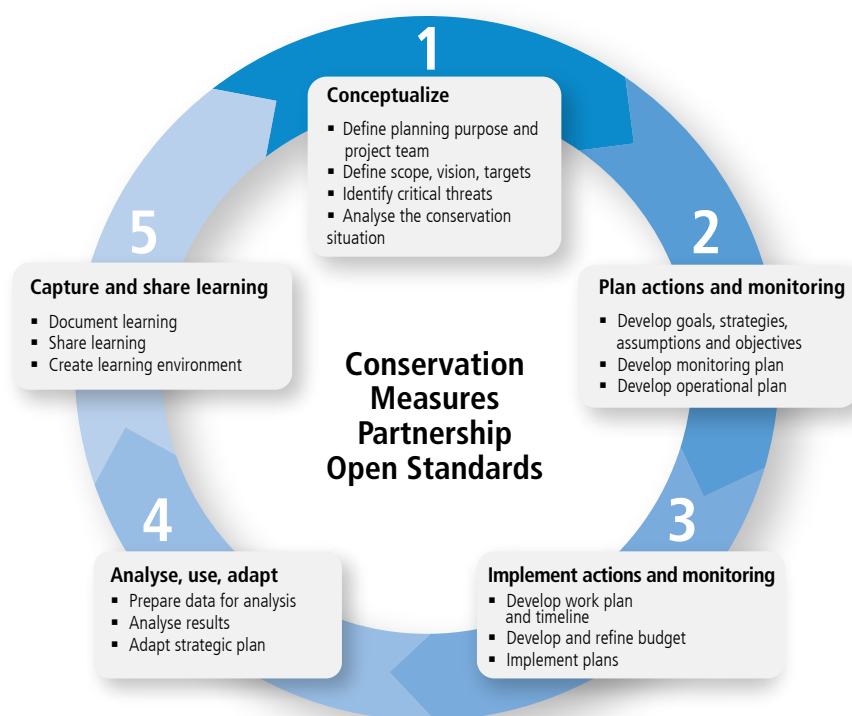 1
Conceptualize
▪ Define planning purpose and
project team
▪ Define scope, vision, targets
▪ Identify critical threats
▪ Analyse the conservation
situation
2
Plan actions and monitoring
▪ Develop goals, strategies,
assumptions and objectives
▪ Develop monitoring plan
▪ Develop operational plan
3
Implement actions and monitoring
▪ Develop work plan
and timeline
▪ Develop and refine budget
▪ Implement plans
4
Analyse, use, adapt
▪ Prepare data for analysis
▪ Analyse results
▪ Adapt strategic plan
5
Capture and share learning
▪ Document learning
▪ Share learning
▪ Create learning environment
Conservation
Measures
Partnership
Open Standards